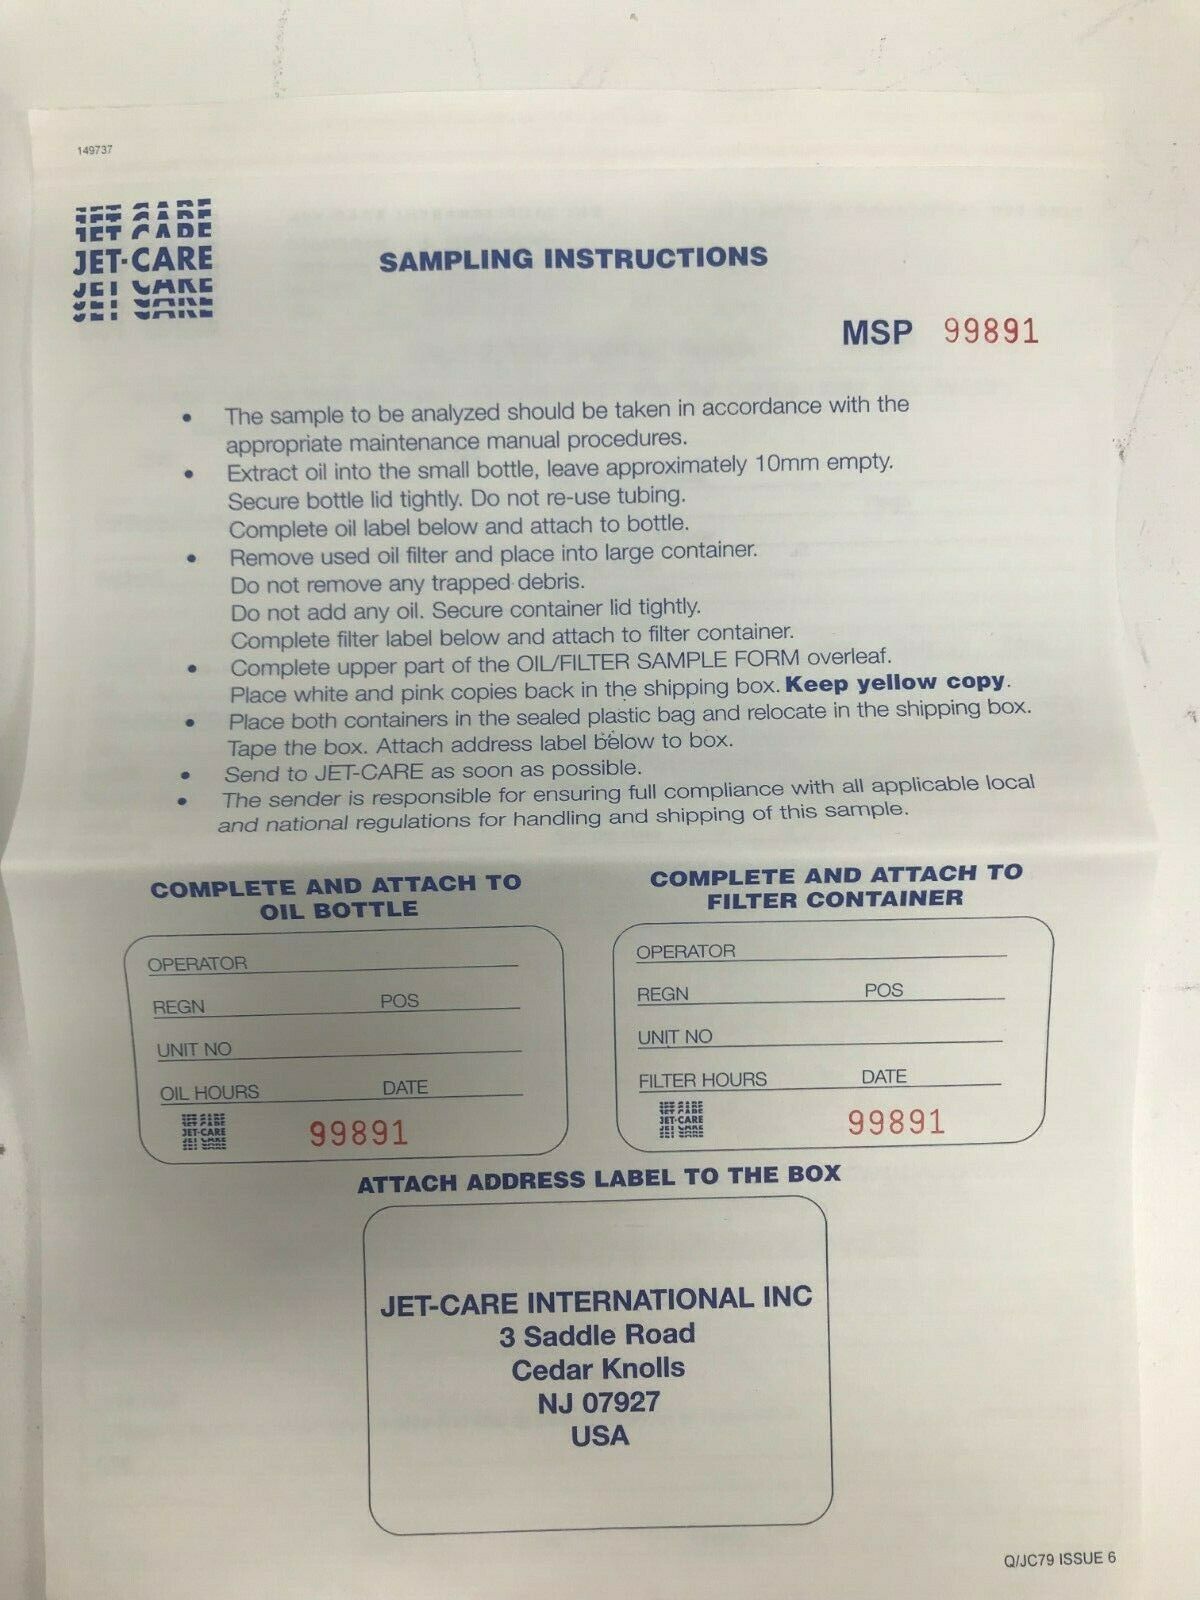 149737
JET-CARE
SAMPLING INSTRUCTIONS
MSP 99891
• The sample to be analyzed should be taken in accordance with the
appropriate maintenance manual procedures.
• Extract oil into the small bottle, leave approximately 10mm empty.
Secure bottle lid tightly. Do not re-use tubing.
Complete oil label below and attach to bottle.
• Remove used oil filter and place into large container.
Do not remove any trapped debris.
Do not add any oil. Secure container lid tightly.
Complete filter label below and attach to filter container.
• Complete upper part of the OIL/FILTER SAMPLE FORM overleaf.
Place white and pink copies back in the shipping box. Keep yellow copy.
• Place both containers in the sealed plastic bag and relocate in the shipping box.
Tape the box. Attach address label below to box.
• Send to JET-CARE as soon as possible.
• The sender is responsible for ensuring full compliance with all applicable local
and national regulations for handling and shipping of this sample.
COMPLETE AND ATTACH TO
OIL BOTTLE
OPERATOR
REGN POS
UNIT NO
OIL HOURS DATE
JET-CARE 99891
COMPLETE AND ATTACH TO
FILTER CONTAINER
OPERATOR
REGN POS
UNIT NO
FILTER HOURS DATE
JET-CARE 99891
ATTACH ADDRESS LABEL TO THE BOX
JET-CARE INTERNATIONAL INC
3 Saddle Road
Cedar Knolls
NJ 07927
USA
Q/JC79 ISSUE 6